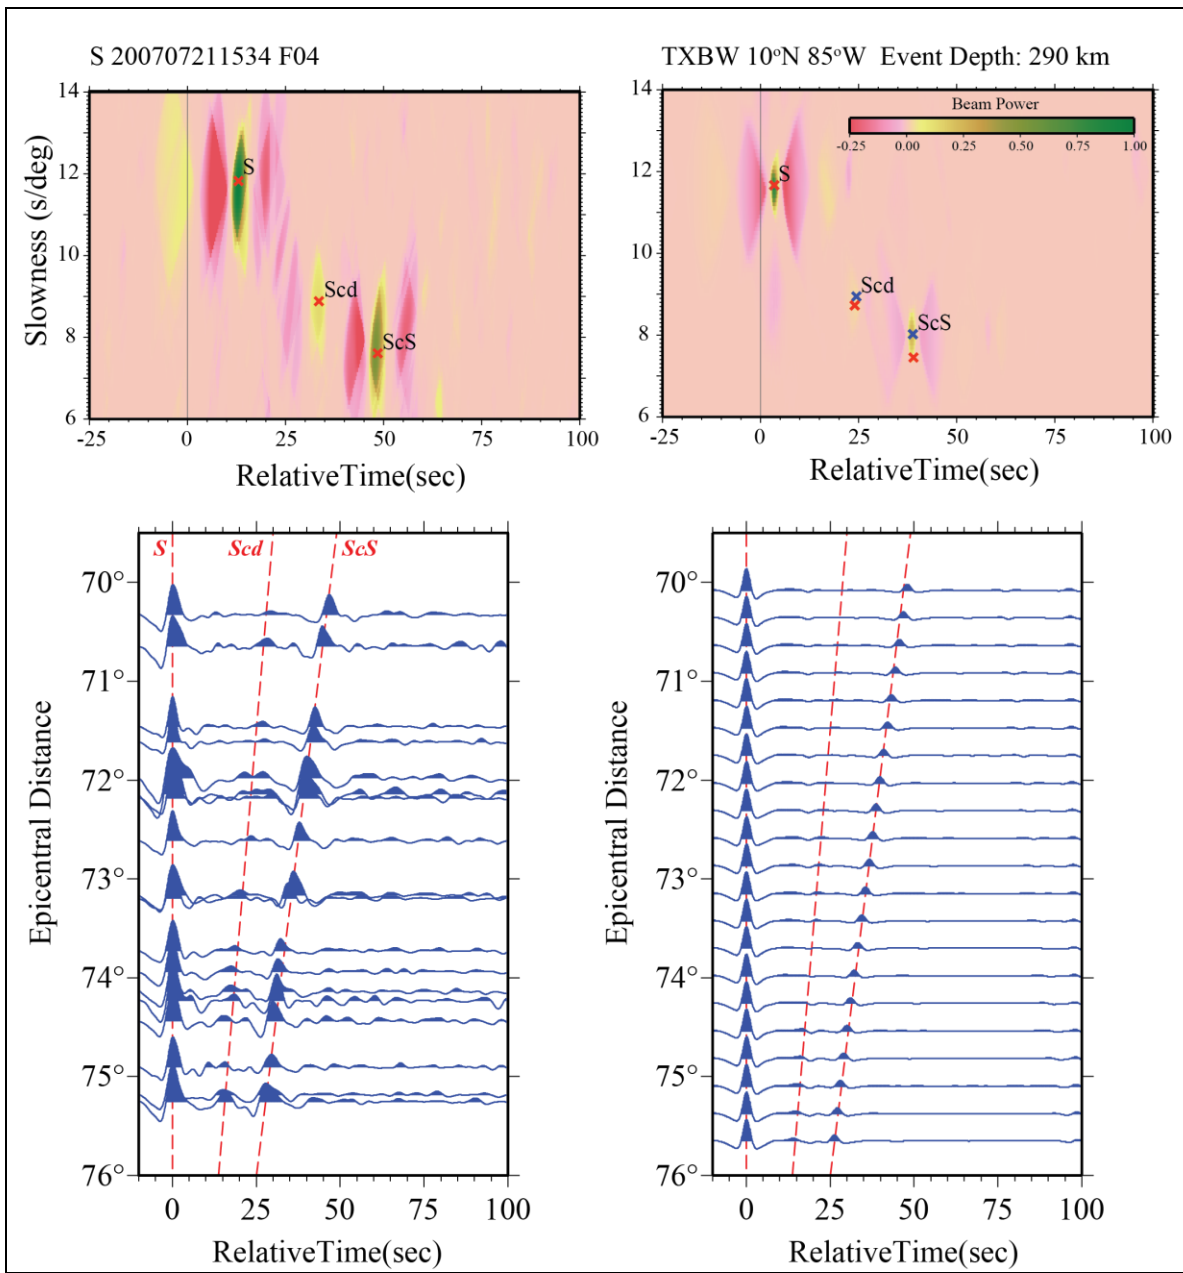 S 200707211534 F04
TXBW 10°N 85°W Event Depth: 290 km
14
12
10
8
6
Slowness (s/deg)
S
Scd
ScS
-25 0 25 50 75 100
RelativeTime(sec)
14
12
10
8
6
Beam Power
-0.25 0.00 0.25 0.50 0.75 1.00
S
Scd
ScS
-25 0 25 50 75 100
RelativeTime(sec)
S Scd ScS
70°
71°
72°
73°
74°
75°
76°
Epicentral Distance
0 25 50 100
RelativeTime(sec)
70°
71°
72°
73°
74°
75°
76°
Epicentral Distance
0 25 50 100
RelativeTime(sec)